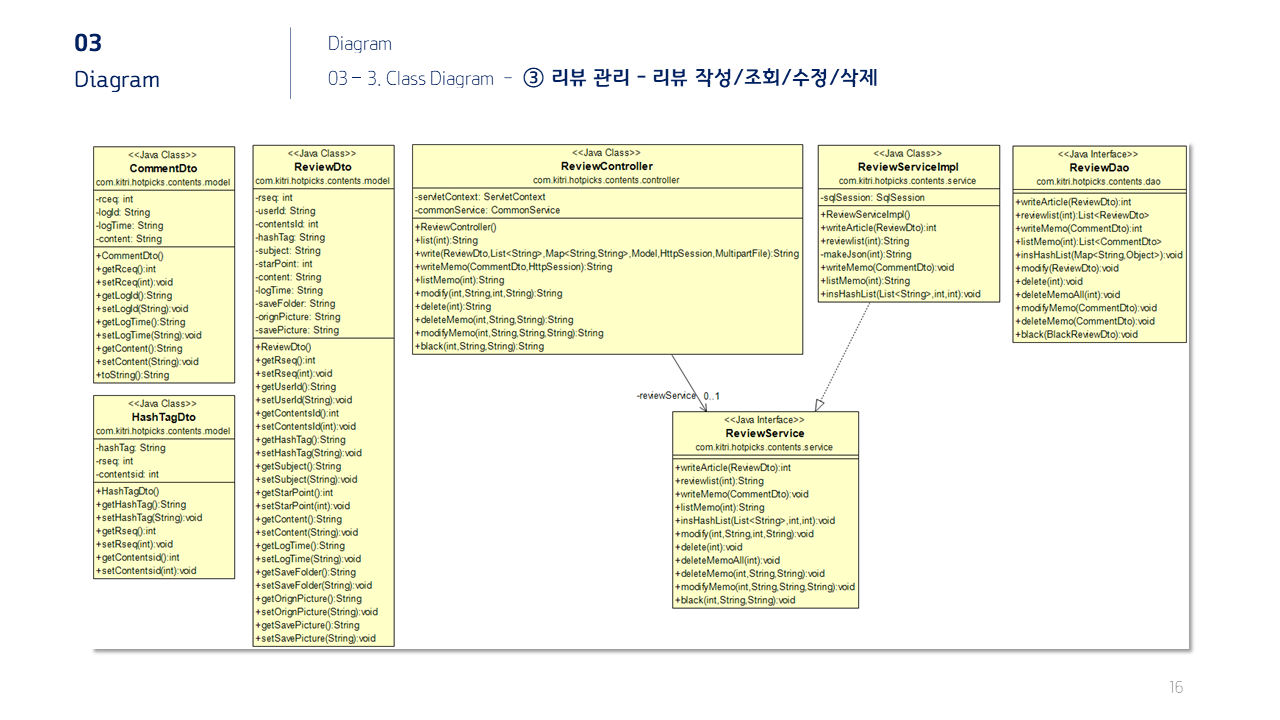 03
Diagram
Diagram
03 – 3. Class Diagram – ③ 리뷰 관리 – 리뷰 작성/조회/수정/삭제
<<Java Class>>
CommentDto
com.kitri.hotpicks.contents.model
-rceq: int
-logId: String
-logTime: String
-content: String
+CommentDto()
+getRceq():int
+setRceq(int):void
+getLogId():String
+setLogId(String):void
+getLogTime():String
+setLogTime(String):void
+getContent():String
+setContent(String):void
+toString():String
<<Java Class>>
HashTagDto
com.kitri.hotpicks.contents.model
-hashTag: String
-rseq: int
-contentsid: int
+HashTagDto()
+getHashTag():String
+setHashTag(String):void
+getRseq():int
+setRseq(int):void
+getContentsid():int
+setContentsid(int):void
<<Java Class>>
ReviewDto
com.kitri.hotpicks.contents.model
-rseq: int
-userId: String
-contentsId: int
-hashTag: String
-subject: String
-starPoint: int
-content: String
-logTime: String
-saveFolder: String
-orignPicture: String
-savePicture: String
+ReviewDto()
+getRseq():int
+setRseq(int):void
+getUserId():String
+setUserId(String):void
+getContentsId():int
+setContentsId(int):void
+getHashTag():String
+setHashTag(String):void
+getSubject():String
+setSubject(String):void
+getStarPoint():int
+setStarPoint(int):void
+getContent():String
+setContent(String):void
+getLogTime():String
+setLogTime(String):void
+getSaveFolder():String
+setSaveFolder(String):void
+getOrignPicture():String
+setOrignPicture(String):void
+getSavePicture():String
+setSavePicture(String):void
<<Java Class>>
ReviewController
com.kitri.hotpicks.contents.controller
-servletContext: ServletContext
-commonService: CommonService
+ReviewController()
+list(int):String
+write(ReviewDto,List<String>,Map<String,String>,Model,HttpSession,MultipartFile):String
+writeMemo(CommentDto,HttpSession):String
+listMemo(int):String
+modify(int,String,int,String):String
+delete(int):String
+deleteMemo(int,String,String):String
+modifyMemo(int,String,String,String):String
+black(int,String,String):String
-reviewService 0..1
<<Java Class>>
ReviewServiceImpl
com.kitri.hotpicks.contents.service
-sqlSession: SqlSession
+ReviewServiceImpl()
+writeArticle(ReviewDto):int
+reviewlist(int):String
-makeJson(int):String
+writeMemo(CommentDto):void
+listMemo(int):String
+insHashList(List<String>,int,int):void
<<Java Interface>>
ReviewService
com.kitri.hotpicks.contents.service
+writeArticle(ReviewDto):int
+reviewlist(int):String
+writeMemo(CommentDto):void
+listMemo(int):String
+insHashList(List<String>,int,int):void
+modify(int,String,int,String):void
+delete(int):void
+deleteMemoAll(int):void
+deleteMemo(int,String,String):void
+modifyMemo(int,String,String,String):void
+black(int,String,String):void
<<Java Interface>>
ReviewDao
com.kitri.hotpicks.contents.dao
+writeArticle(ReviewDto):int
+reviewlist(int):List<ReviewDto>
+writeMemo(CommentDto):int
+listMemo(int):List<CommentDto>
+insHashList(Map<String,Object>):void
+modify(ReviewDto):void
+delete(int):void
+deleteMemoAll(int):void
+modifyMemo(CommentDto):void
+deleteMemo(CommentDto):void
+black(BlackReviewDto):void
16